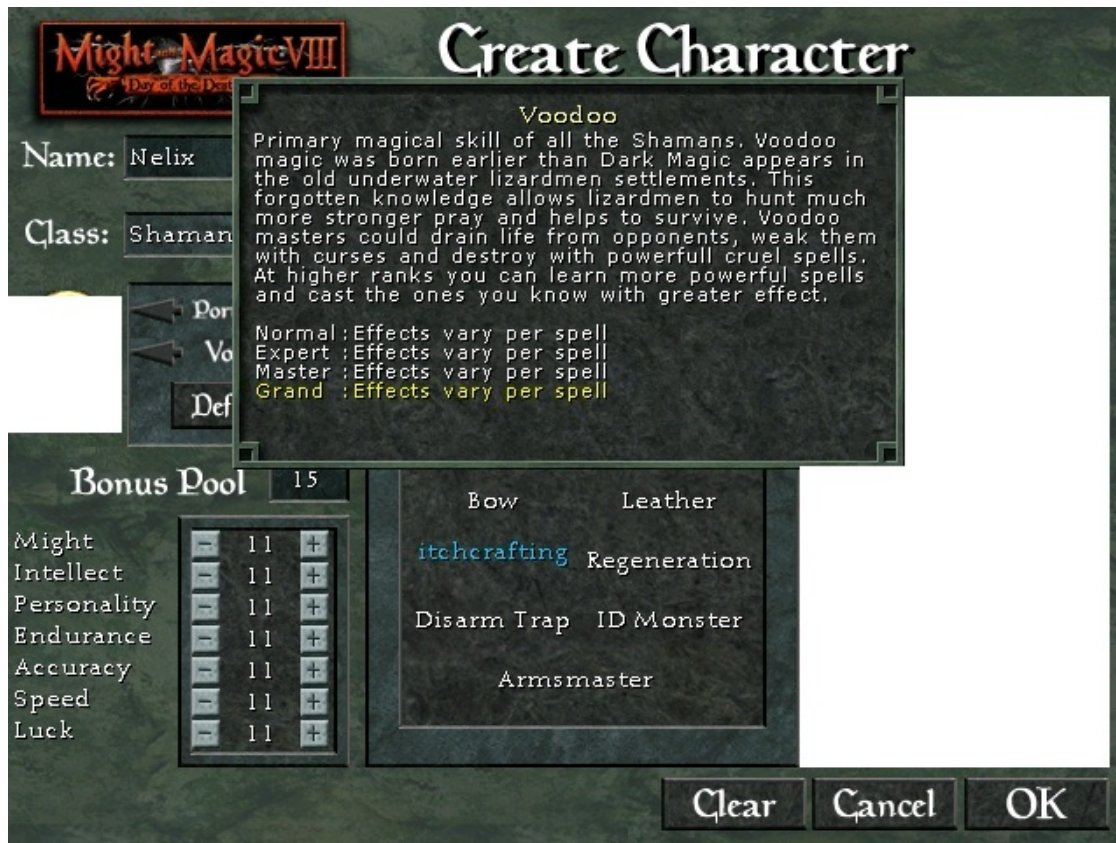 Might and Magic VIII
Day of the Dest
Create Character
Name: Nelix
Class: Shaman
Voodoo
Primary magical skill of all the Shamans. Voodoo
magic was born earlier than Dark Magic appears in
the old underwater lizardmen settlements. This
forgotten knowledge allows lizardmen to hunt much
more stronger pray and helps to survive. Voodoo
masters could drain life from opponents, weak them
with curses and destroy with powerfull cruel spells.
At higher ranks you can learn more powerful spells
and cast the ones you know with greater effect.
Normal :Effects vary per spell
Expert :Effects vary per spell
Master :Effects vary per spell
Grand :Effects vary per spell
Por
Vo
Def
Bonus Pool 15
Might - 11 +
Intellect - 11 +
Personality - 11 +
Endurance - 11 +
Accuracy - 11 +
Speed - 11 +
Luck - 11 +
Bow Leather
itchcrafting Regeneration
Disarm Trap ID Monster
Armsmaster
Clear Cancel OK